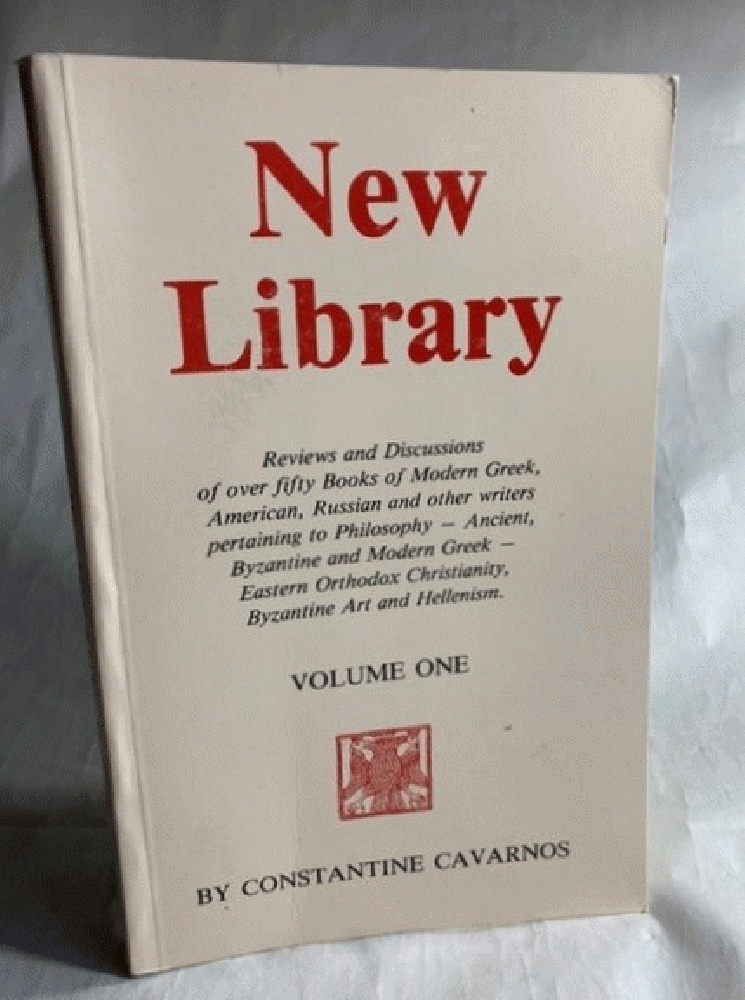 New
Library
Reviews and Discussions
of over fifty Books of Modern Greek,
American, Russian and other writers
pertaining to Philosophy — Ancient,
Byzantine and Modern Greek —
Eastern Orthodox Christianity,
Byzantine Art and Hellenism.
VOLUME ONE
BY CONSTANTINE CAVARNOS